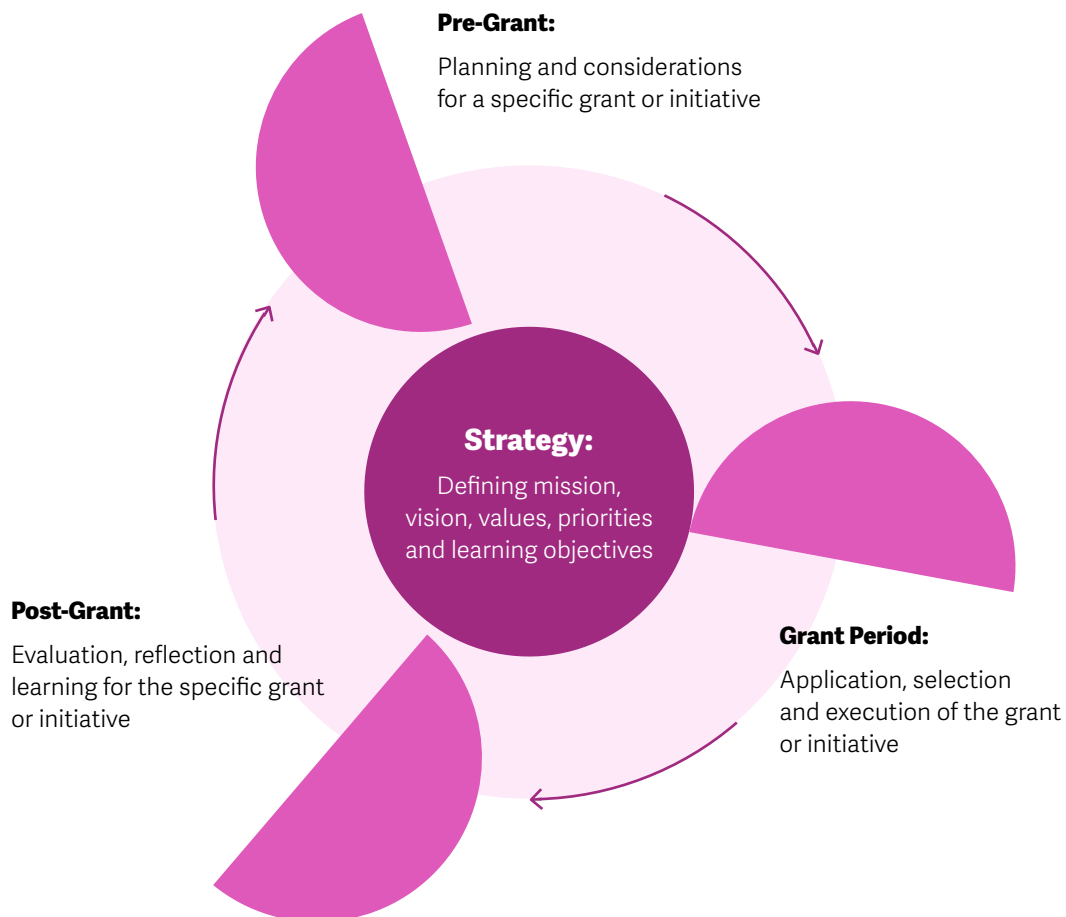 Pre-Grant:
Planning and considerations
for a specific grant or initiative
Strategy:
Defining mission,
vision, values, priorities
and learning objectives
Post-Grant:
Evaluation, reflection and
learning for the specific grant
or initiative
Grant Period:
Application, selection
and execution of the grant
or initiative